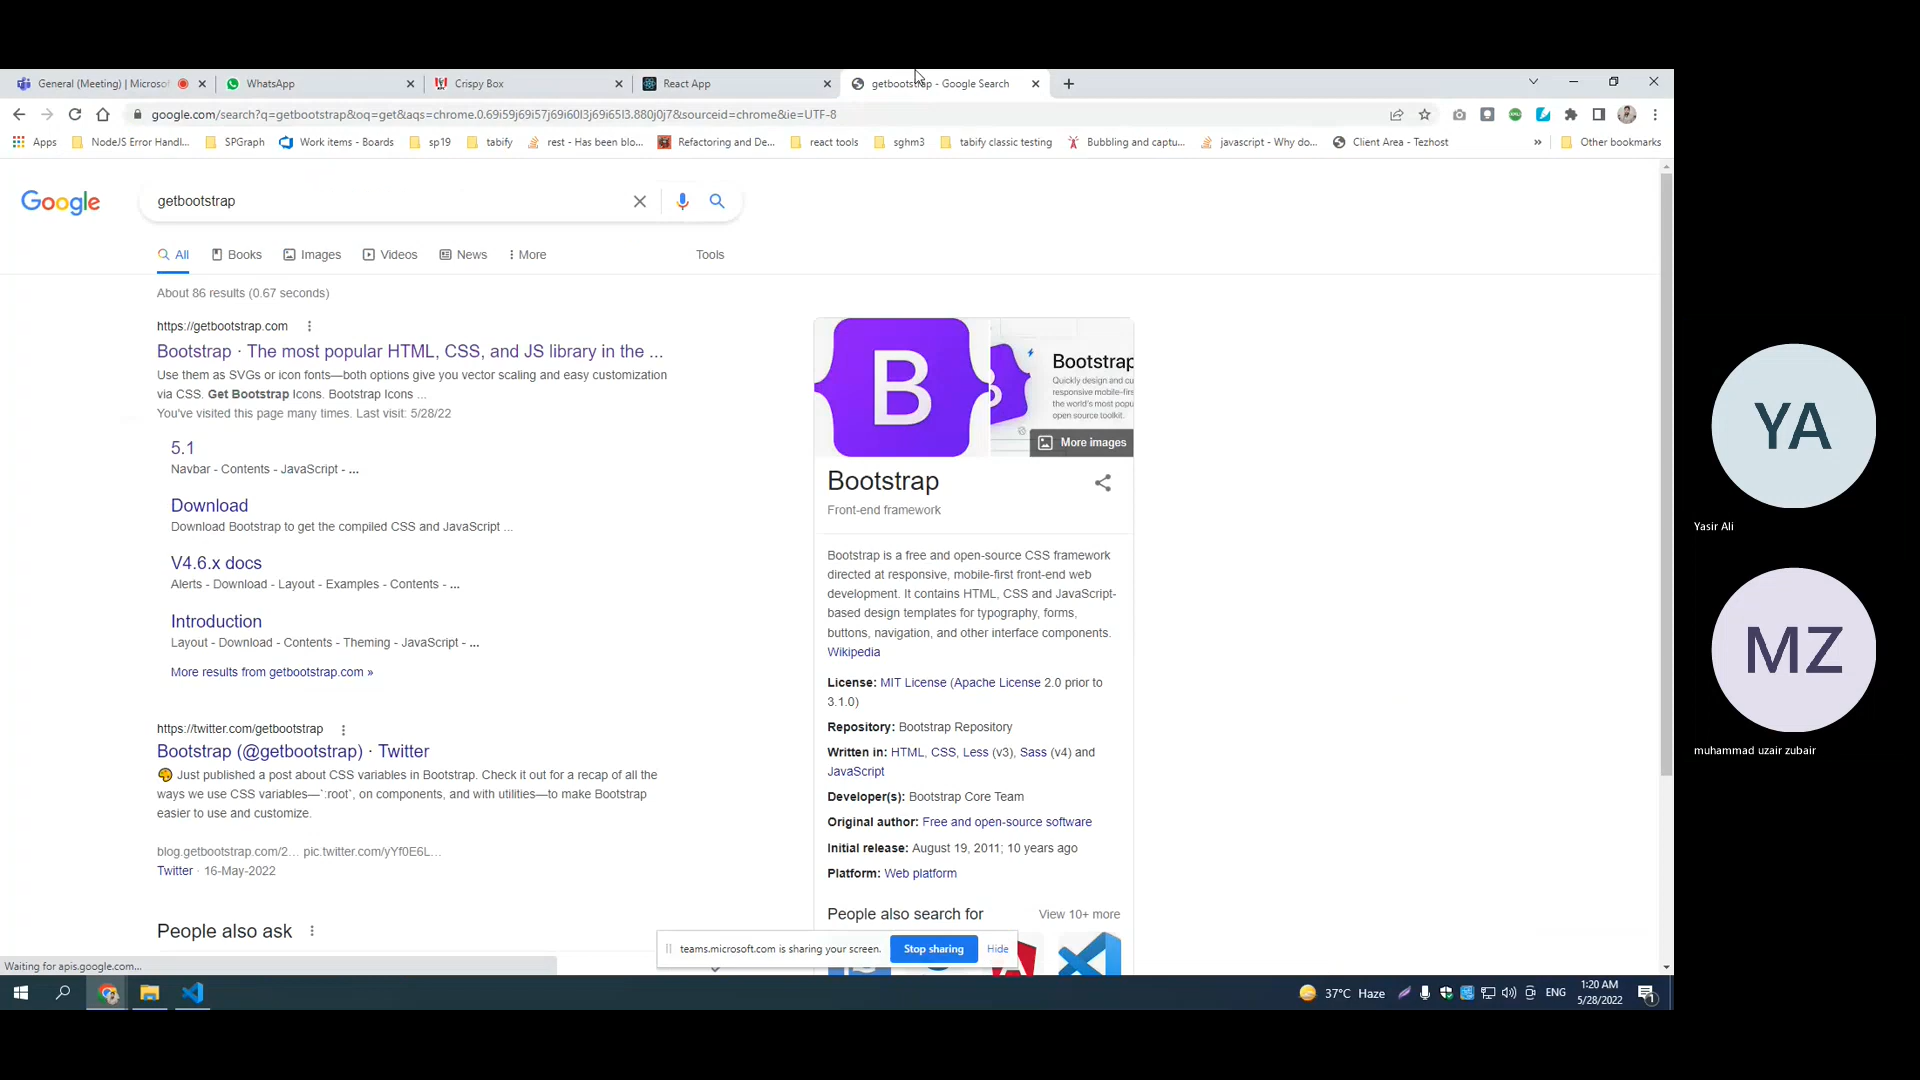 General (Meeting) | Microso
WhatsApp
Crispy Box
React App
getbootstrap - Google Search
google.com/search?q=getbootstrap&oq=get&aqs=chrome.0.69i59j69i57j69i60l3j69i65l3.880j0j7&sourceid=chrome&ie=UTF-8
Apps
NodeJS Error Handl...
SPGraph
Work items - Boards
sp19
tabify
rest - Has been blo...
Refactoring and De...
react tools
sghm3
tabify classic testing
Bubbling and captu...
javascript - Why do...
Client Area - Tezhost
»
Other bookmarks
Google
getbootstrap
All
Books
Images
Videos
News
More
Tools
About 86 results (0.67 seconds)
https://getbootstrap.com
Bootstrap · The most popular HTML, CSS, and JS library in the ...
Use them as SVGs or icon fonts—both options give you vector scaling and easy customization
via CSS. Get Bootstrap Icons. Bootstrap Icons ...
You've visited this page many times. Last visit: 5/28/22
5.1
Navbar - Contents - JavaScript - ...
Download
Download Bootstrap to get the compiled CSS and JavaScript ...
V4.6.x docs
Alerts - Download - Layout - Examples - Contents - ...
Introduction
Layout - Download - Contents - Theming - JavaScript - ...
More results from getbootstrap.com »
https://twitter.com/getbootstrap
Bootstrap (@getbootstrap) · Twitter
Just published a post about CSS variables in Bootstrap. Check it out for a recap of all the
ways we use CSS variables—`:root`, on components, and with utilities—to make Bootstrap
easier to use and customize.
blog.getbootstrap.com/2... pic.twitter.com/yYf0E6L...
Twitter · 16-May-2022
People also ask
B
Bootstrap
Quickly design and cu
responsive mobile-firs
the world's most popu
open source toolkit.
More images
Bootstrap
Front-end framework
Bootstrap is a free and open-source CSS framework
directed at responsive, mobile-first front-end web
development. It contains HTML, CSS and JavaScript-
based design templates for typography, forms,
buttons, navigation, and other interface components.
Wikipedia
License: MIT License (Apache License 2.0 prior to
3.1.0)
Repository: Bootstrap Repository
Written in: HTML, CSS, Less (v3), Sass (v4) and
JavaScript
Developer(s): Bootstrap Core Team
Original author: Free and open-source software
Initial release: August 19, 2011; 10 years ago
Platform: Web platform
People also search for
View 10+ more
teams.microsoft.com is sharing your screen.
Stop sharing
Hide
Waiting for apis.google.com...
37°C Haze
ENG
1:20 AM
5/28/2022
1
YA
Yasir Ali
MZ
muhammad uzair zubair